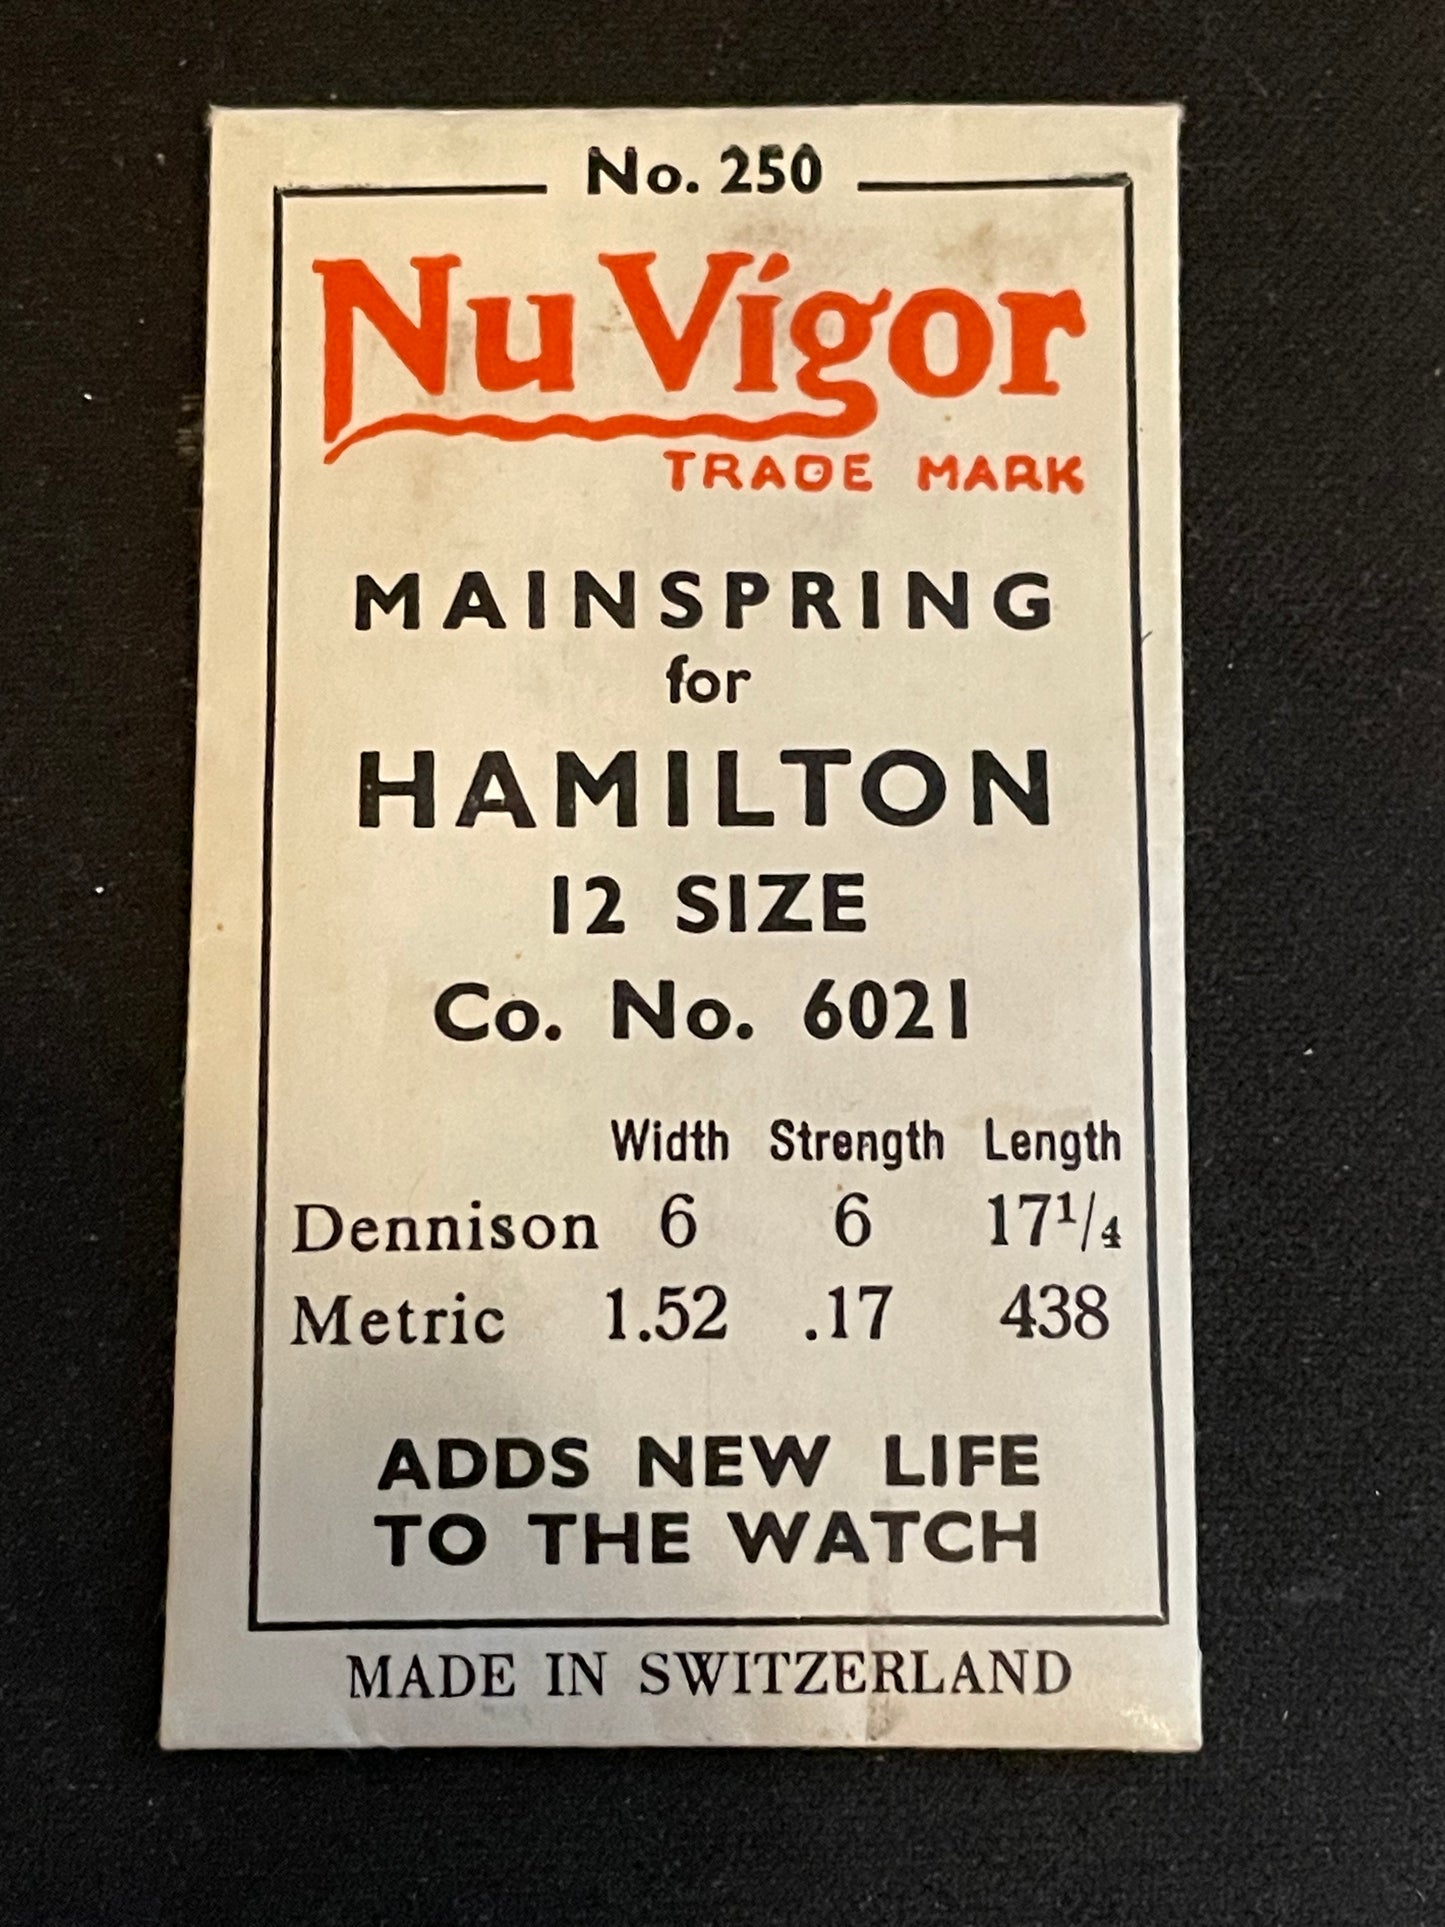 No. 250
Nu Vigor
TRADE MARK
MAINSPRING
for
HAMILTON
12 SIZE
Co. No. 6021
Width Strength Length
Dennison 6 6 17¹/₄
Metric 1.52 .17 438
ADDS NEW LIFE
TO THE WATCH
MADE IN SWITZERLAND